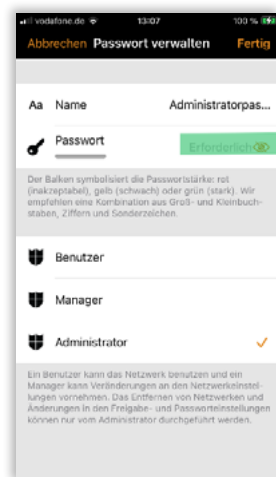 vodafone.de 13:07 100 %
Abbrechen Passwort verwalten Fertig
Aa Name Administratorpas...
Passwort Erforderlich
Der Balken symbolisiert die Passwortstärke: rot
(inakzeptabel), gelb (schwach) oder grün (stark). Wir
empfehlen eine Kombination aus Groß- und Kleinbuch-
staben, Ziffern und Sonderzeichen.
Benutzer
Manager
Administrator
Ein Benutzer kann das Netzwerk benutzen und ein
Manager kann Veränderungen an den Netzwerkeinstel-
lungen vornehmen. Das Entfernen von Netzwerken und
Änderungen in den Freigabe- und Passworteinstellungen
können nur vom Administrator durchgeführt werden.